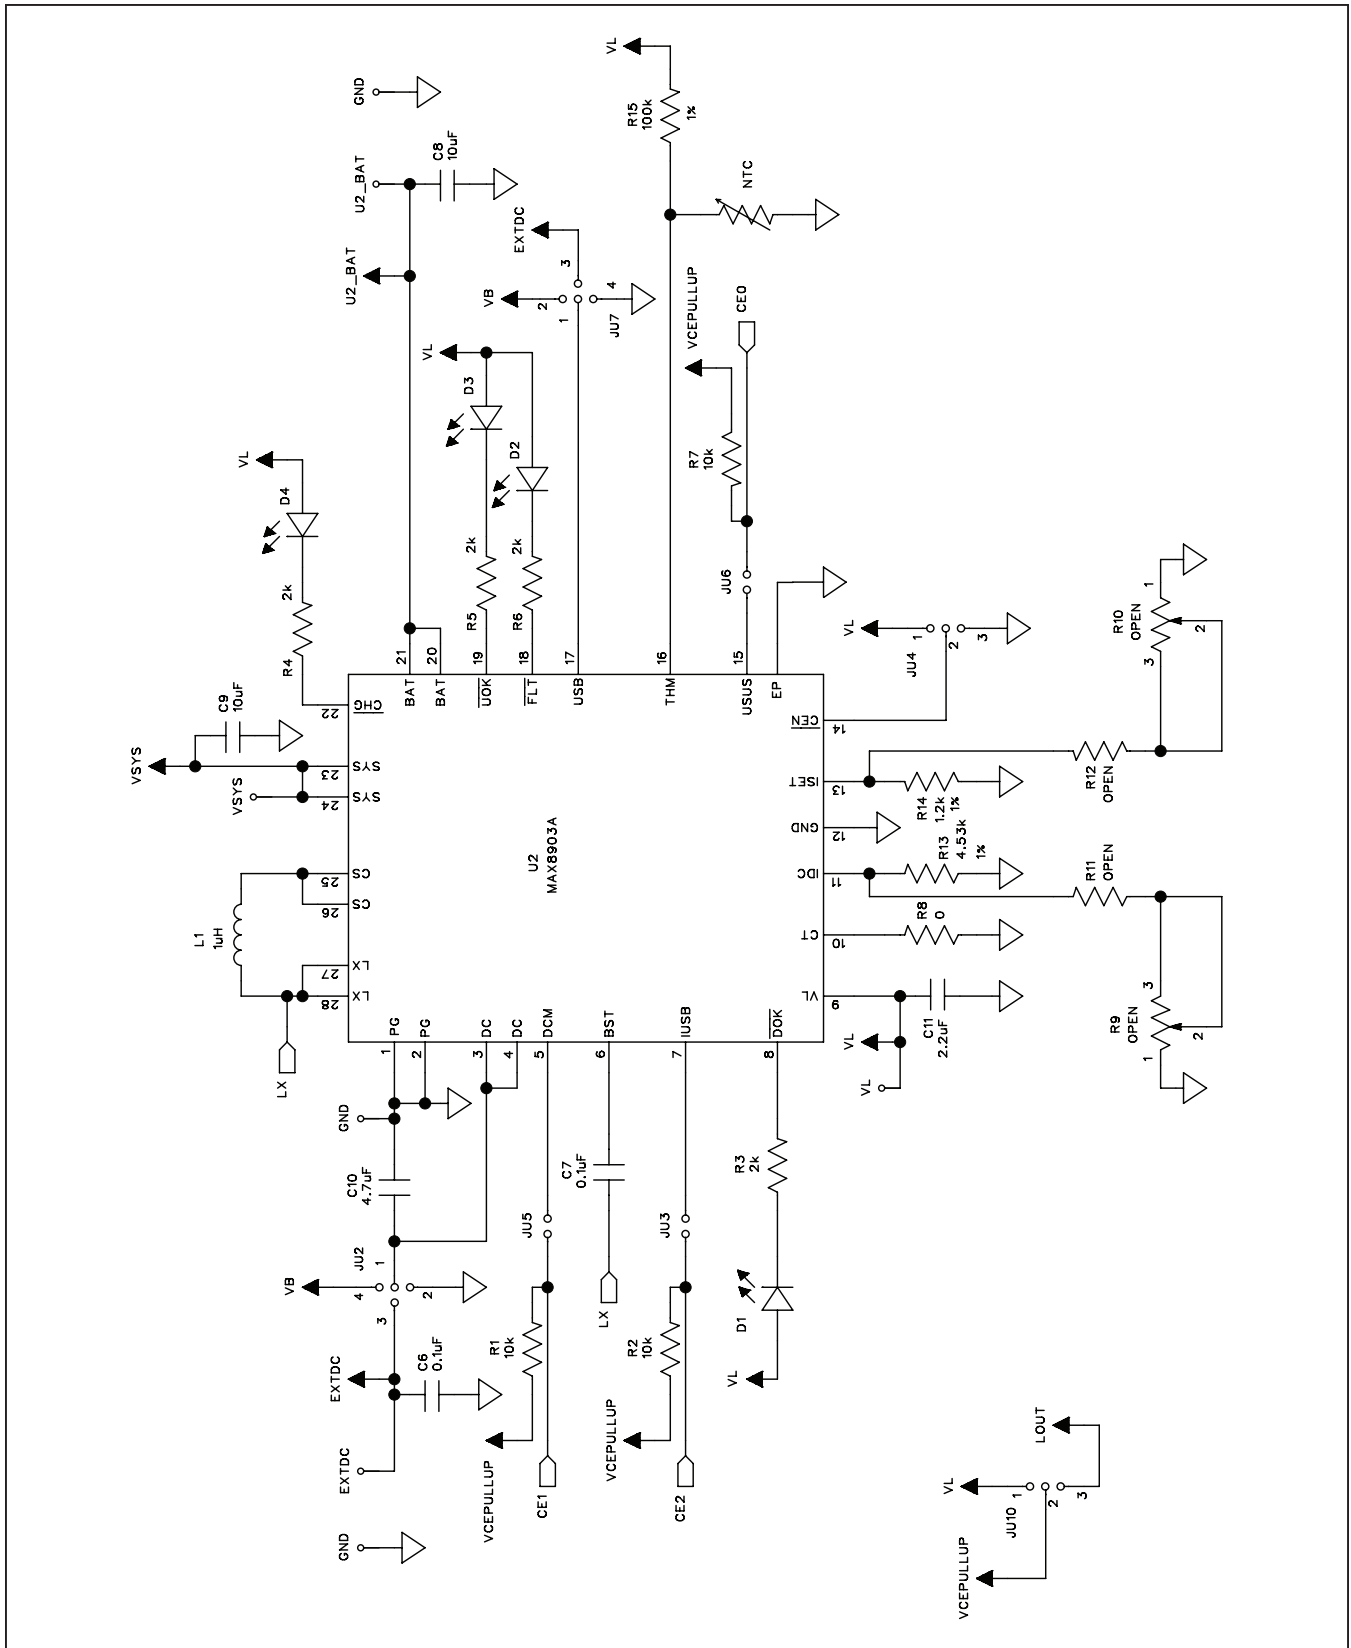 GND
U2_BAT
C8
10uF
U2_BAT
EXTDC
VB
2
3
1
4
JU7
VL
R15
100k
1%
NTC
VCEPULLUP
CE0
R7
10k
JU6
VL
D3
D2
2k
R5
2k
R6
VL
D4
2k
R4
C9
10uF
VSYS
VSYS
L1
1uH
LX
21
BAT
20
BAT
19
UOK
18
FLT
17
USB
16
THM
15
USUS
EP
22
CHG
23
SYS
24
SYS
25
CS
26
CS
27
LX
28
LX
U2
MAX8903A
14
CEN
13
ISET
12
GND
11
IDC
10
CT
9
VL
1
PG
2
PG
3
DC
4
DC
5
DCM
6
BST
7
IUSB
8
DOK
VL
1
2
3
JU4
R14
1.2k
1%
R13
4.53k
1%
R8
0
C11
2.2uF
VL
VL
R12
OPEN
R10
OPEN
1
2
3
R11
OPEN
R9
OPEN
3
2
1
GND
C10
4.7uF
JU2
1
VB
4
2
3
EXTDC
C6
0.1uF
EXTDC
GND
JU5
R1
10k
VCEPULLUP
CE1
C7
0.1uF
LX
JU3
R2
10k
VCEPULLUP
CE2
R3
2k
D1
VL
LOUT
VL
1
2
3
JU10
VCEPULLUP